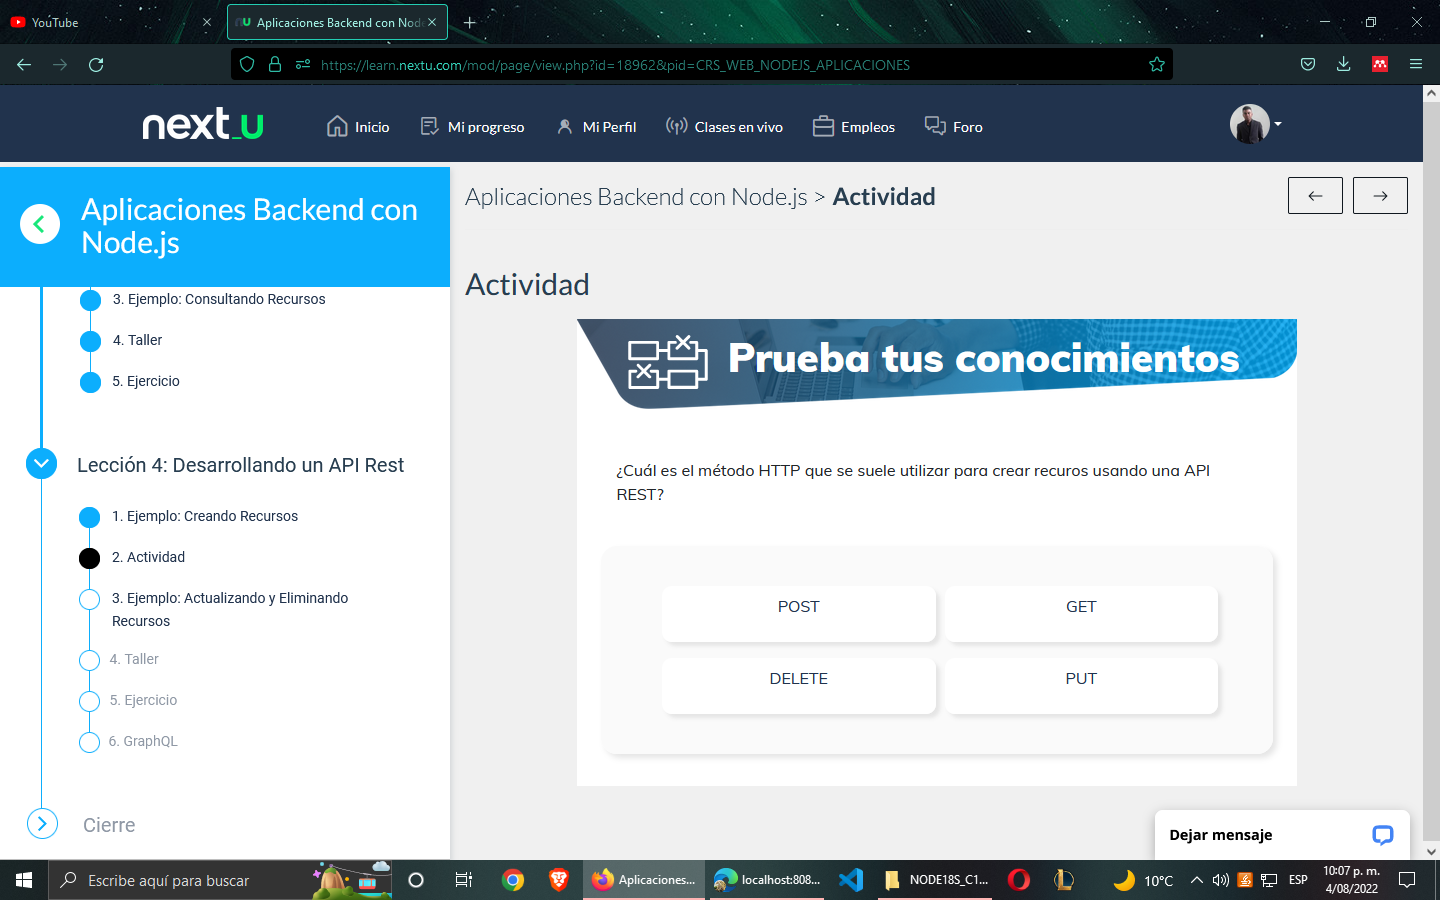 YouTube
Aplicaciones Backend con Node
https://learn.nextu.com/mod/page/view.php?id=18962&pid=CRS_WEB_NODEJS_APLICACIONES
next_U
Inicio
Mi progreso
Mi Perfil
Clases en vivo
Empleos
Foro
Aplicaciones Backend con
Node.js
3. Ejemplo: Consultando Recursos
4. Taller
5. Ejercicio
Lección 4: Desarrollando un API Rest
1. Ejemplo: Creando Recursos
2. Actividad
3. Ejemplo: Actualizando y Eliminando
Recursos
4. Taller
5. Ejercicio
6. GraphQL
Cierre
Aplicaciones Backend con Node.js > Actividad
Actividad
Prueba tus conocimientos
¿Cuál es el método HTTP que se suele utilizar para crear recuros usando una API
REST?
POST
GET
DELETE
PUT
Dejar mensaje
Escribe aquí para buscar
Aplicaciones...
localhost:808...
NODE18S_C1...
10°C
ESP
10:07 p. m.
4/08/2022